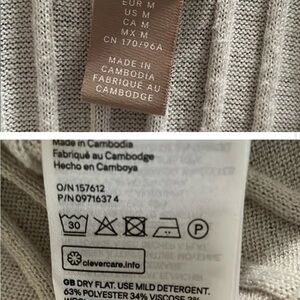 EUR M
US M
CA M
MX M
CN 170/96A
MADE IN
CAMBODIA
FABRIQUÉ AU
CAMBODGE
Made in Cambodia
Fabriqué au Cambodge
Hecho en Camboya
O/N 157612
P/N 0971637 4
30
P
clevercare.info
GB DRY FLAT. USE MILD DETERGENT.
63% POLYESTER 34% VISCOSE 3%